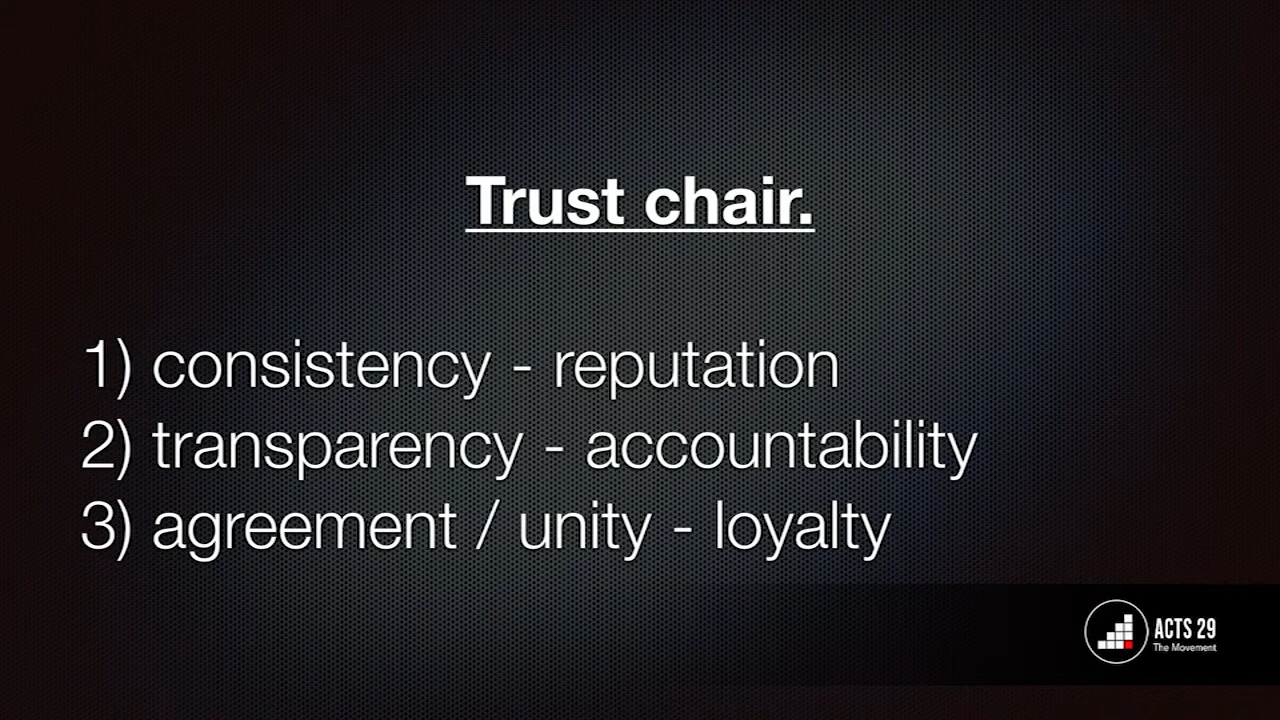 Trust chair.
1) consistency - reputation
2) transparency - accountability
3) agreement / unity - loyalty
ACTS 29
The Movement